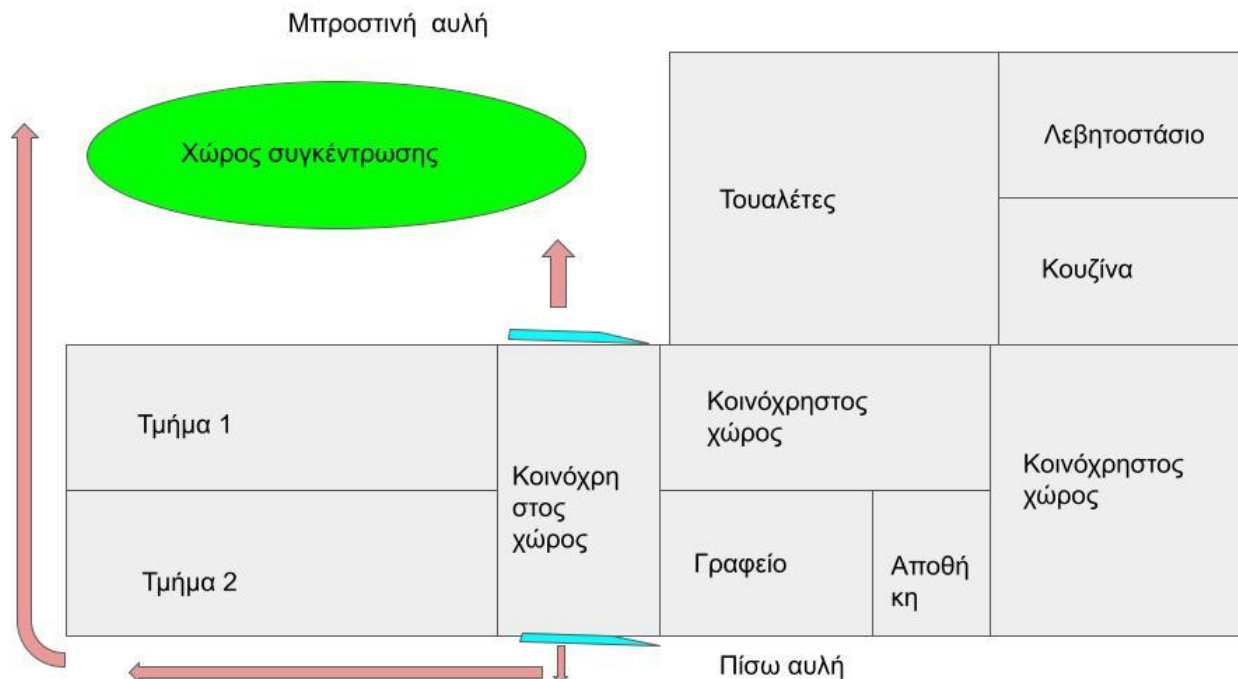 Μπροστινή αυλή
Χώρος συγκέντρωσης
Τουαλέτες
Λεβητοστάσιο
Κουζίνα
Τμήμα 1
Τμήμα 2
Κοινόχρη
στος
χώρος
Κοινόχρηστος
χώρος
Γραφείο
Αποθή
κη
Κοινόχρηστος
χώρος
Πίσω αυλή